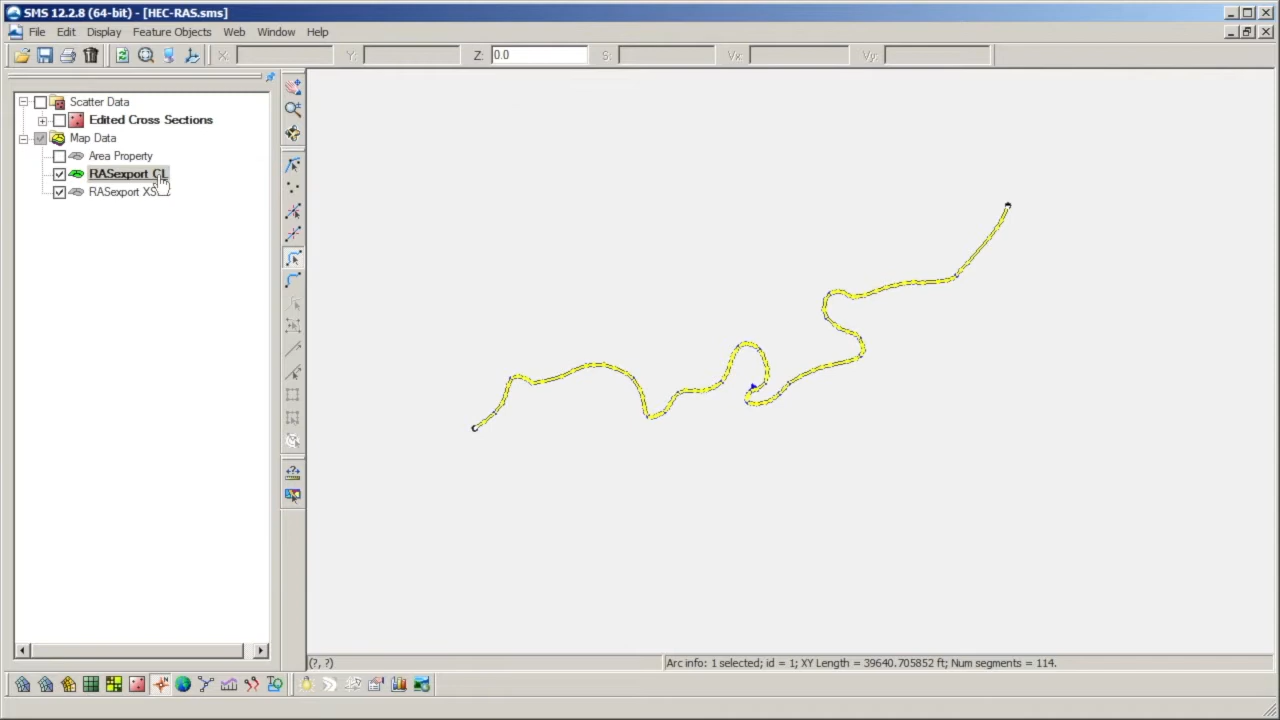 SMS 12.2.8 (64-bit) - [HEC-RAS.sms]
File Edit Display Feature Objects Web Window Help
X: Y: Z: 0.0 S: Vx: Vy:
Scatter Data
Edited Cross Sections
Map Data
Area Property
RASexport CL
RASexport XS
(?, ?)
Arc info: 1 selected; id = 1; XY Length = 39640.705852 ft; Num segments = 114.